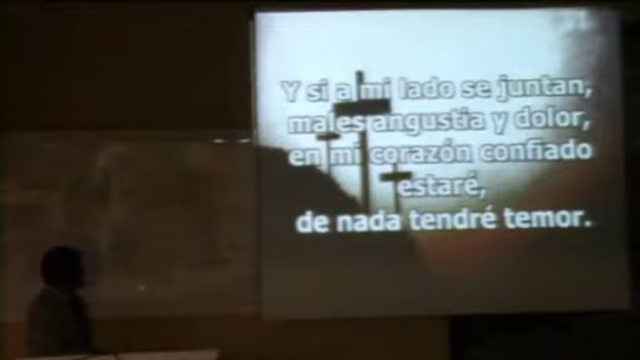 Y si a mi lado se juntan,
males angustia y dolor,
en mi corazón confiado
estaré,
de nada tendré temor.